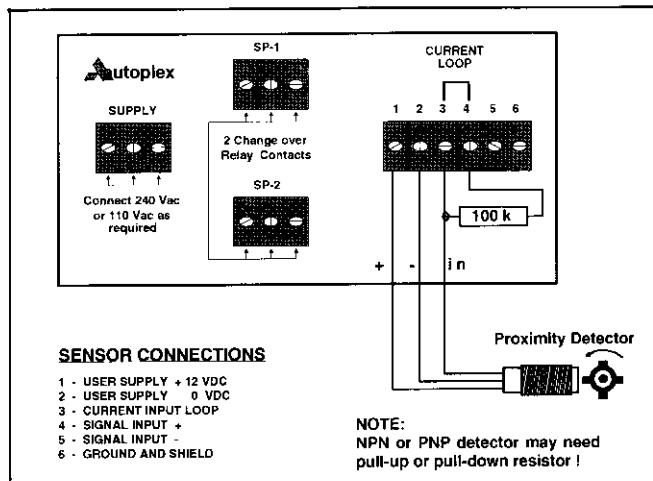 Autoplex
SUPPLY
Connect 240 Vac
or 110 Vac as
required
SP-1
2 Change over
Relay Contacts
SP-2
CURRENT
LOOP
1 2 3 4 5 6
100 k
+ - in
Proximity Detector
SENSOR CONNECTIONS
1 - USER SUPPLY + 12 VDC
2 - USER SUPPLY 0 VDC
3 - CURRENT INPUT LOOP
4 - SIGNAL INPUT +
5 - SIGNAL INPUT -
6 - GROUND AND SHIELD
NOTE:
NPN or PNP detector may need
pull-up or pull-down resistor !